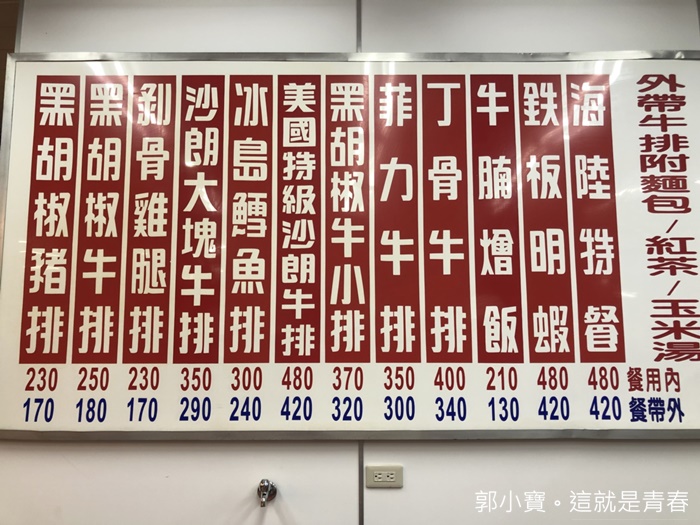 外帶牛排附麵包/紅茶/玉米湯
海陸特餐
鉄板明蝦
牛腩燴飯
丁骨牛排
菲力牛排
黑胡椒牛小排
美國特級沙朗牛排
冰島鱈魚排
沙朗大塊牛排
剁骨雞腿排
黑胡椒牛排
黑胡椒豬排
230 250 230 350 300 480 370 350 400 210 480 480 餐用內
170 180 170 290 240 420 320 300 340 130 420 420 餐帶外
郭小寶。這就是青春